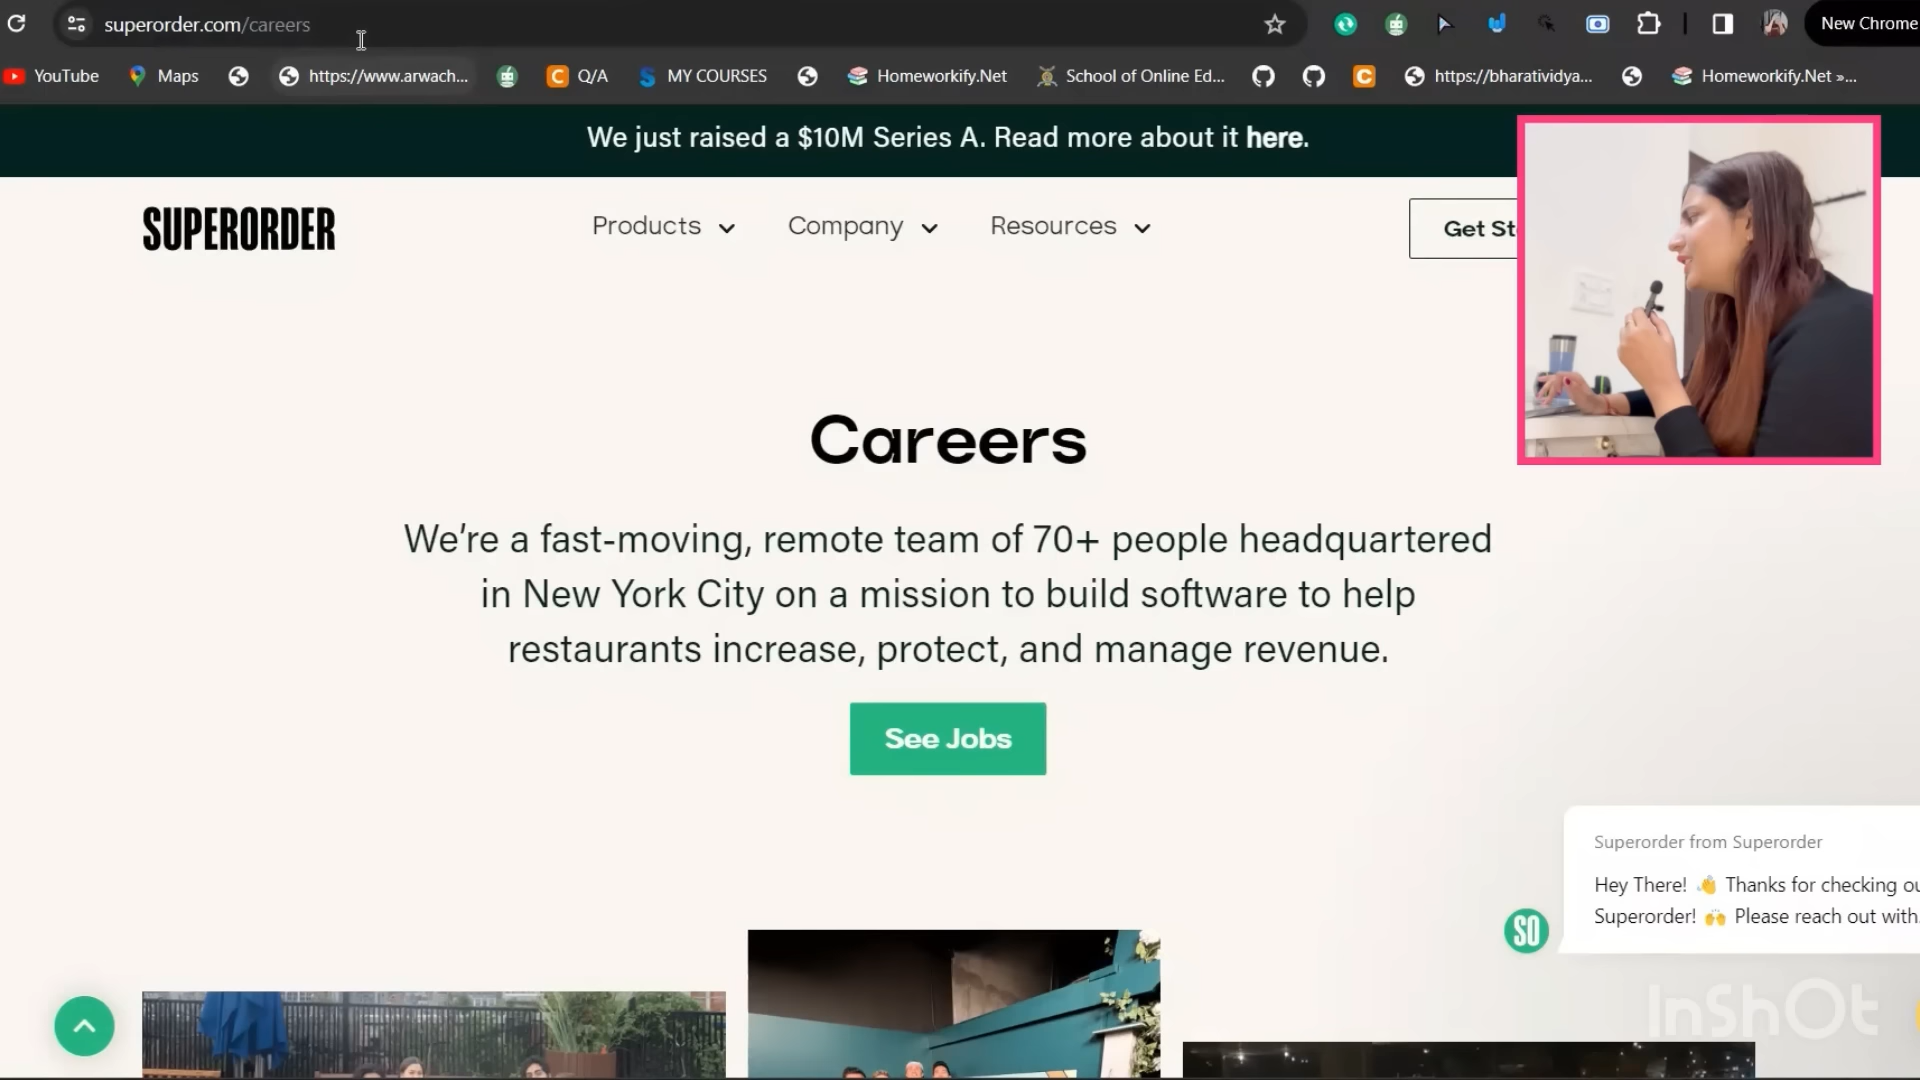 superorder.com/careers
New Chrome
YouTube
Maps
https://www.arwach...
Q/A
MY COURSES
Homeworkify.Net
School of Online Ed...
https://bharatividya...
Homeworkify.Net »...
We just raised a $10M Series A. Read more about it here.
SUPERORDER
Products
Company
Resources
Get St
Careers
We're a fast-moving, remote team of 70+ people headquartered
in New York City on a mission to build software to help
restaurants increase, protect, and manage revenue.
See Jobs
Superorder from Superorder
Hey There! 👋 Thanks for checking ou
Superorder! 🙌 Please reach out with.
SO
InShOt